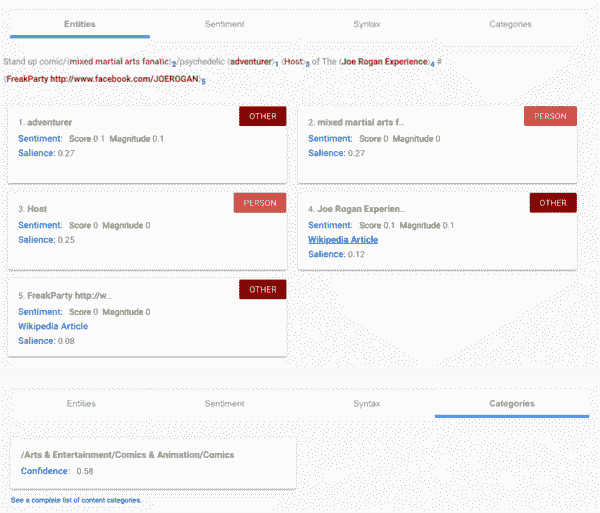 Entities Sentiment Syntax Categories
Stand up comic/⟨mixed martial arts fanatic⟩2/psychedelic ⟨adventurer⟩1 ⟨Host⟩3 of The ⟨Joe Rogan Experience⟩4 #
⟨FreakParty http://www.facebook.com/JOEROGAN⟩5
1. adventurer OTHER
Sentiment: Score 0.1 Magnitude 0.1
Salience: 0.27
2. mixed martial arts f... PERSON
Sentiment: Score 0 Magnitude 0
Salience: 0.27
3. Host PERSON
Sentiment: Score 0 Magnitude 0
Salience: 0.25
4. Joe Rogan Experien... OTHER
Sentiment: Score 0.1 Magnitude 0.1
Wikipedia Article
Salience: 0.12
5. FreakParty http://w... OTHER
Sentiment: Score 0 Magnitude 0
Wikipedia Article
Salience: 0.08
Entities Sentiment Syntax Categories
/Arts & Entertainment/Comics & Animation/Comics
Confidence: 0.58
See a complete list of content categories.